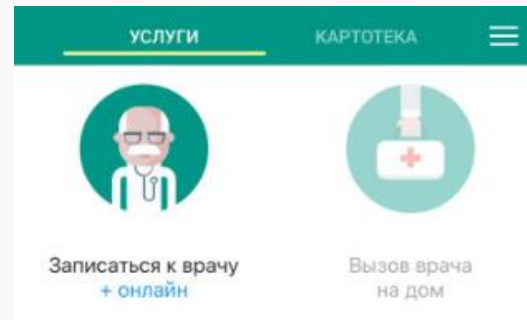 УСЛУГИ
КАРТОТЕКА
Записаться к врачу
+ онлайн
Вызов врача
на дом